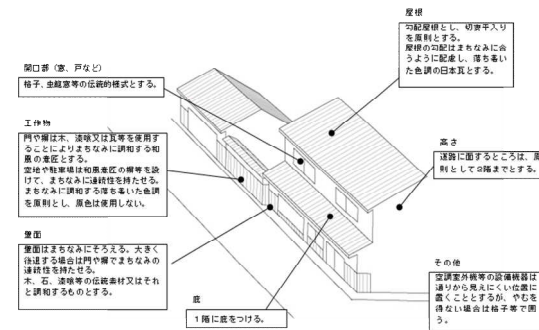 屋根
勾配屋根とし、切妻平入り
を原則とする。
屋根の勾配はまちなみに合
うように配慮し、落ち着い
た色調の日本瓦とする。
開口部（窓、戸など）
格子、虫籠窓等の伝統的様式とする。
工作物
門や塀は木、漆喰又は瓦等を使用す
ることによりまちなみに調和する和
風の意匠とする。
空地や駐車場は和風意匠の塀等を設
けて、まちなみに連続性を持たせる。
まちなみに調和する落ち着いた色調
を原則とし、原色は使用しない。
高さ
道路に面するところは、原
則として2階までとする。
壁面
壁面はまちなみにそろえる。大きく
後退する場合は門や塀でまちなみの
連続性を持たせる。
木、石、漆喰等の伝統素材又はそれ
と調和するものとする。
庇
１階に庇をつける。
その他
空調室外機等の設備機器は
通りから見えにくい位置に
置くこととするが、やむを
得ない場合は格子等で囲
う。